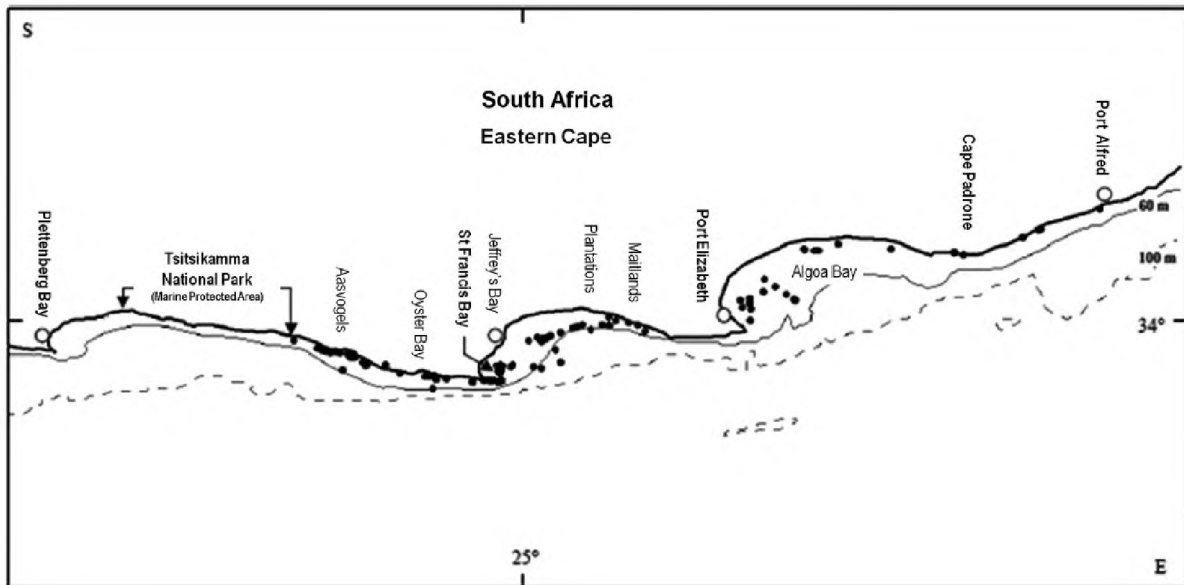 S
South Africa
Eastern Cape
Port Alfred
Cape Padrone
60 m
100 m
Plettenberg Bay
Tsitsikamma
National Park
(Marine Protected Area)
Aasvogels
Oyster Bay
St Francis Bay
Jeffrey's Bay
Plantations
Maillands
Port Elizabeth
Algoa Bay
34°
25°
E